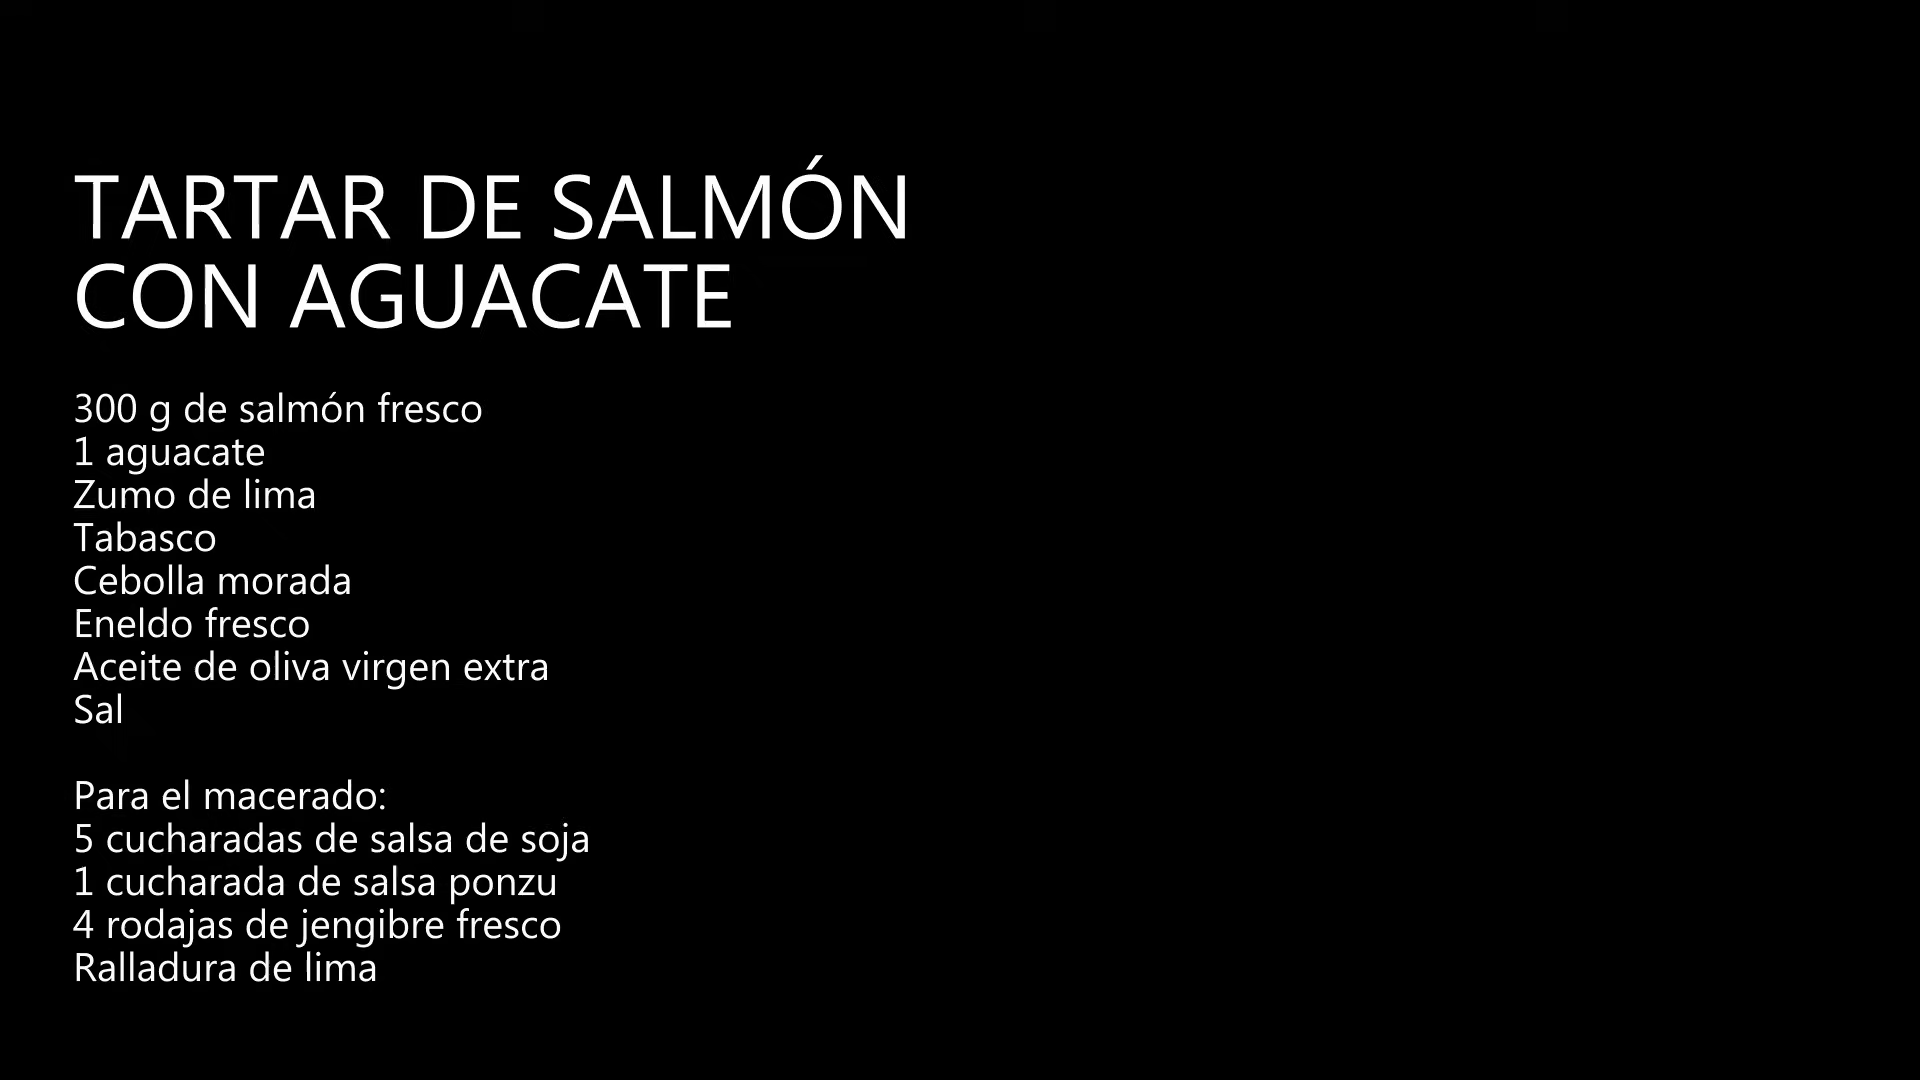 TARTAR DE SALMÓN
CON AGUACATE
300 g de salmón fresco
1 aguacate
Zumo de lima
Tabasco
Cebolla morada
Eneldo fresco
Aceite de oliva virgen extra
Sal
Para el macerado:
5 cucharadas de salsa de soja
1 cucharada de salsa ponzu
4 rodajas de jengibre fresco
Ralladura de lima